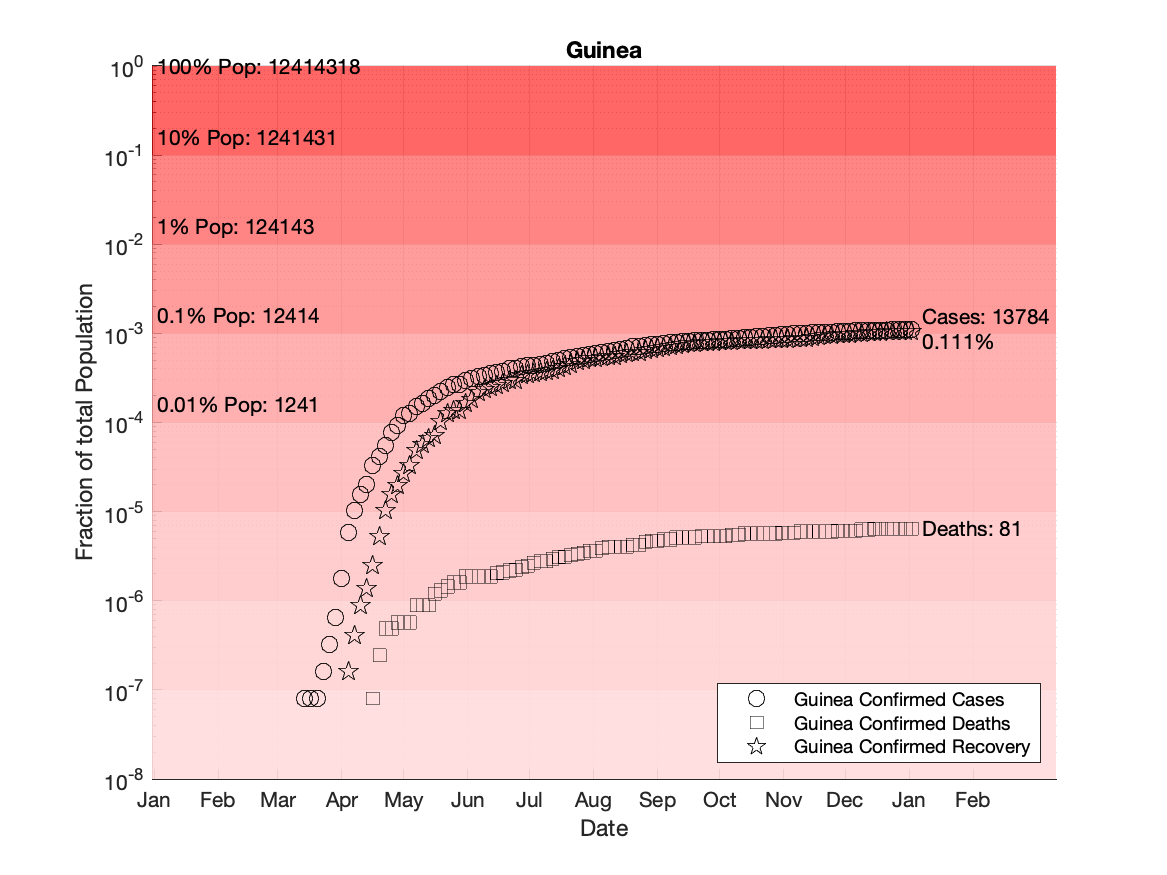 Guinea
10^0
10^-1
10^-2
10^-3
10^-4
10^-5
10^-6
10^-7
10^-8
Fraction of total Population
100% Pop: 12414318
10% Pop: 1241431
1% Pop: 124143
0.1% Pop: 12414
0.01% Pop: 1241
Cases: 13784
0.111%
Deaths: 81
Guinea Confirmed Cases
Guinea Confirmed Deaths
Guinea Confirmed Recovery
Jan Feb Mar Apr May Jun Jul Aug Sep Oct Nov Dec Jan Feb
Date